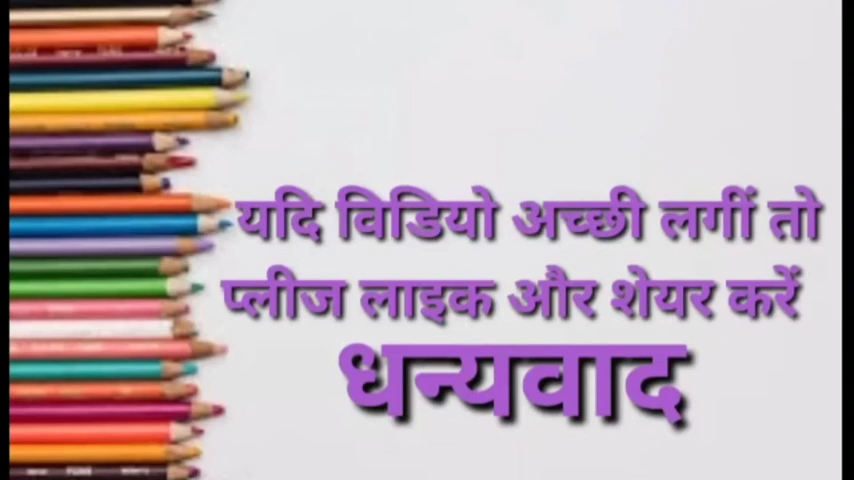 यदि विडियो अच्छी लगीं तो
प्लीज लाइक और शेयर करें
धन्यवाद